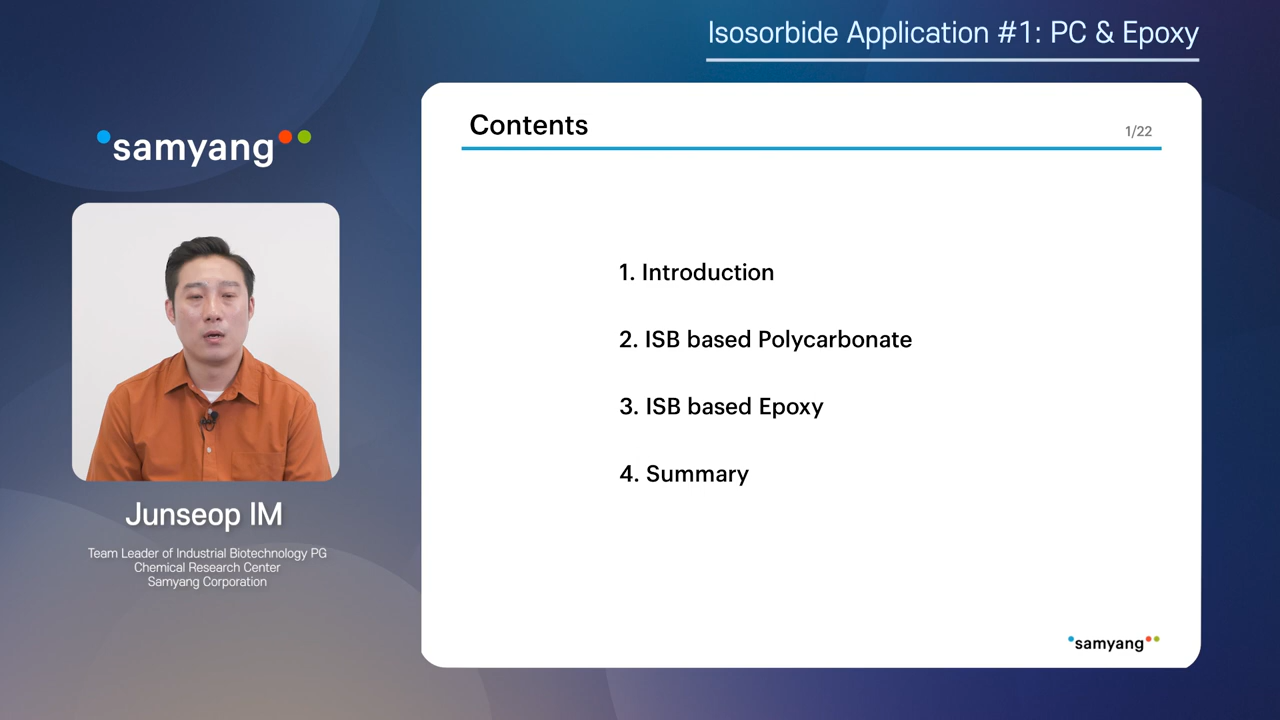 Isosorbide Application #1: PC & Epoxy
samyang
Junseop IM
Team Leader of Industrial Biotechnology PG
Chemical Research Center
Samyang Corporation
Contents
1/22
1. Introduction
2. ISB based Polycarbonate
3. ISB based Epoxy
4. Summary
samyang